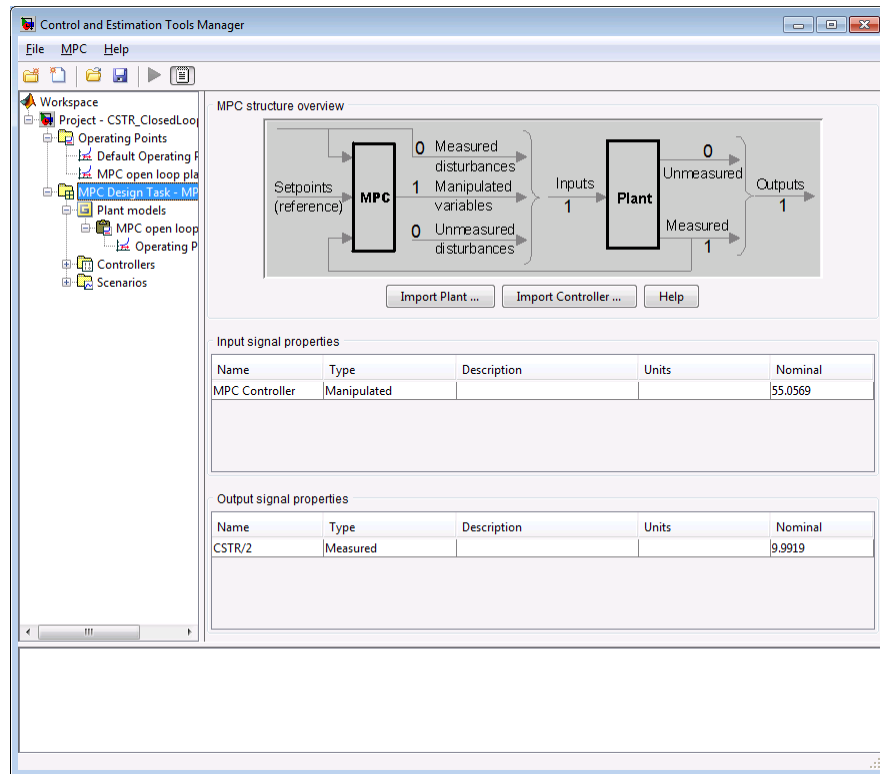 Control and Estimation Tools Manager
File MPC Help
Workspace
Project - CSTR_ClosedLoo
Operating Points
Default Operating P
MPC open loop pla
MPC Design Task - MP
Plant models
MPC open loop
Operating P
Controllers
Scenarios
MPC structure overview
Setpoints
(reference)
MPC
0 Measured
disturbances
1 Manipulated
variables
0 Unmeasured
disturbances
Inputs
1
Plant
0
Unmeasured
Measured
1
Outputs
1
Import Plant ... Import Controller ... Help
Input signal properties
Name Type Description Units Nominal
MPC Controller Manipulated 55.0569
Output signal properties
Name Type Description Units Nominal
CSTR/2 Measured 9.9919